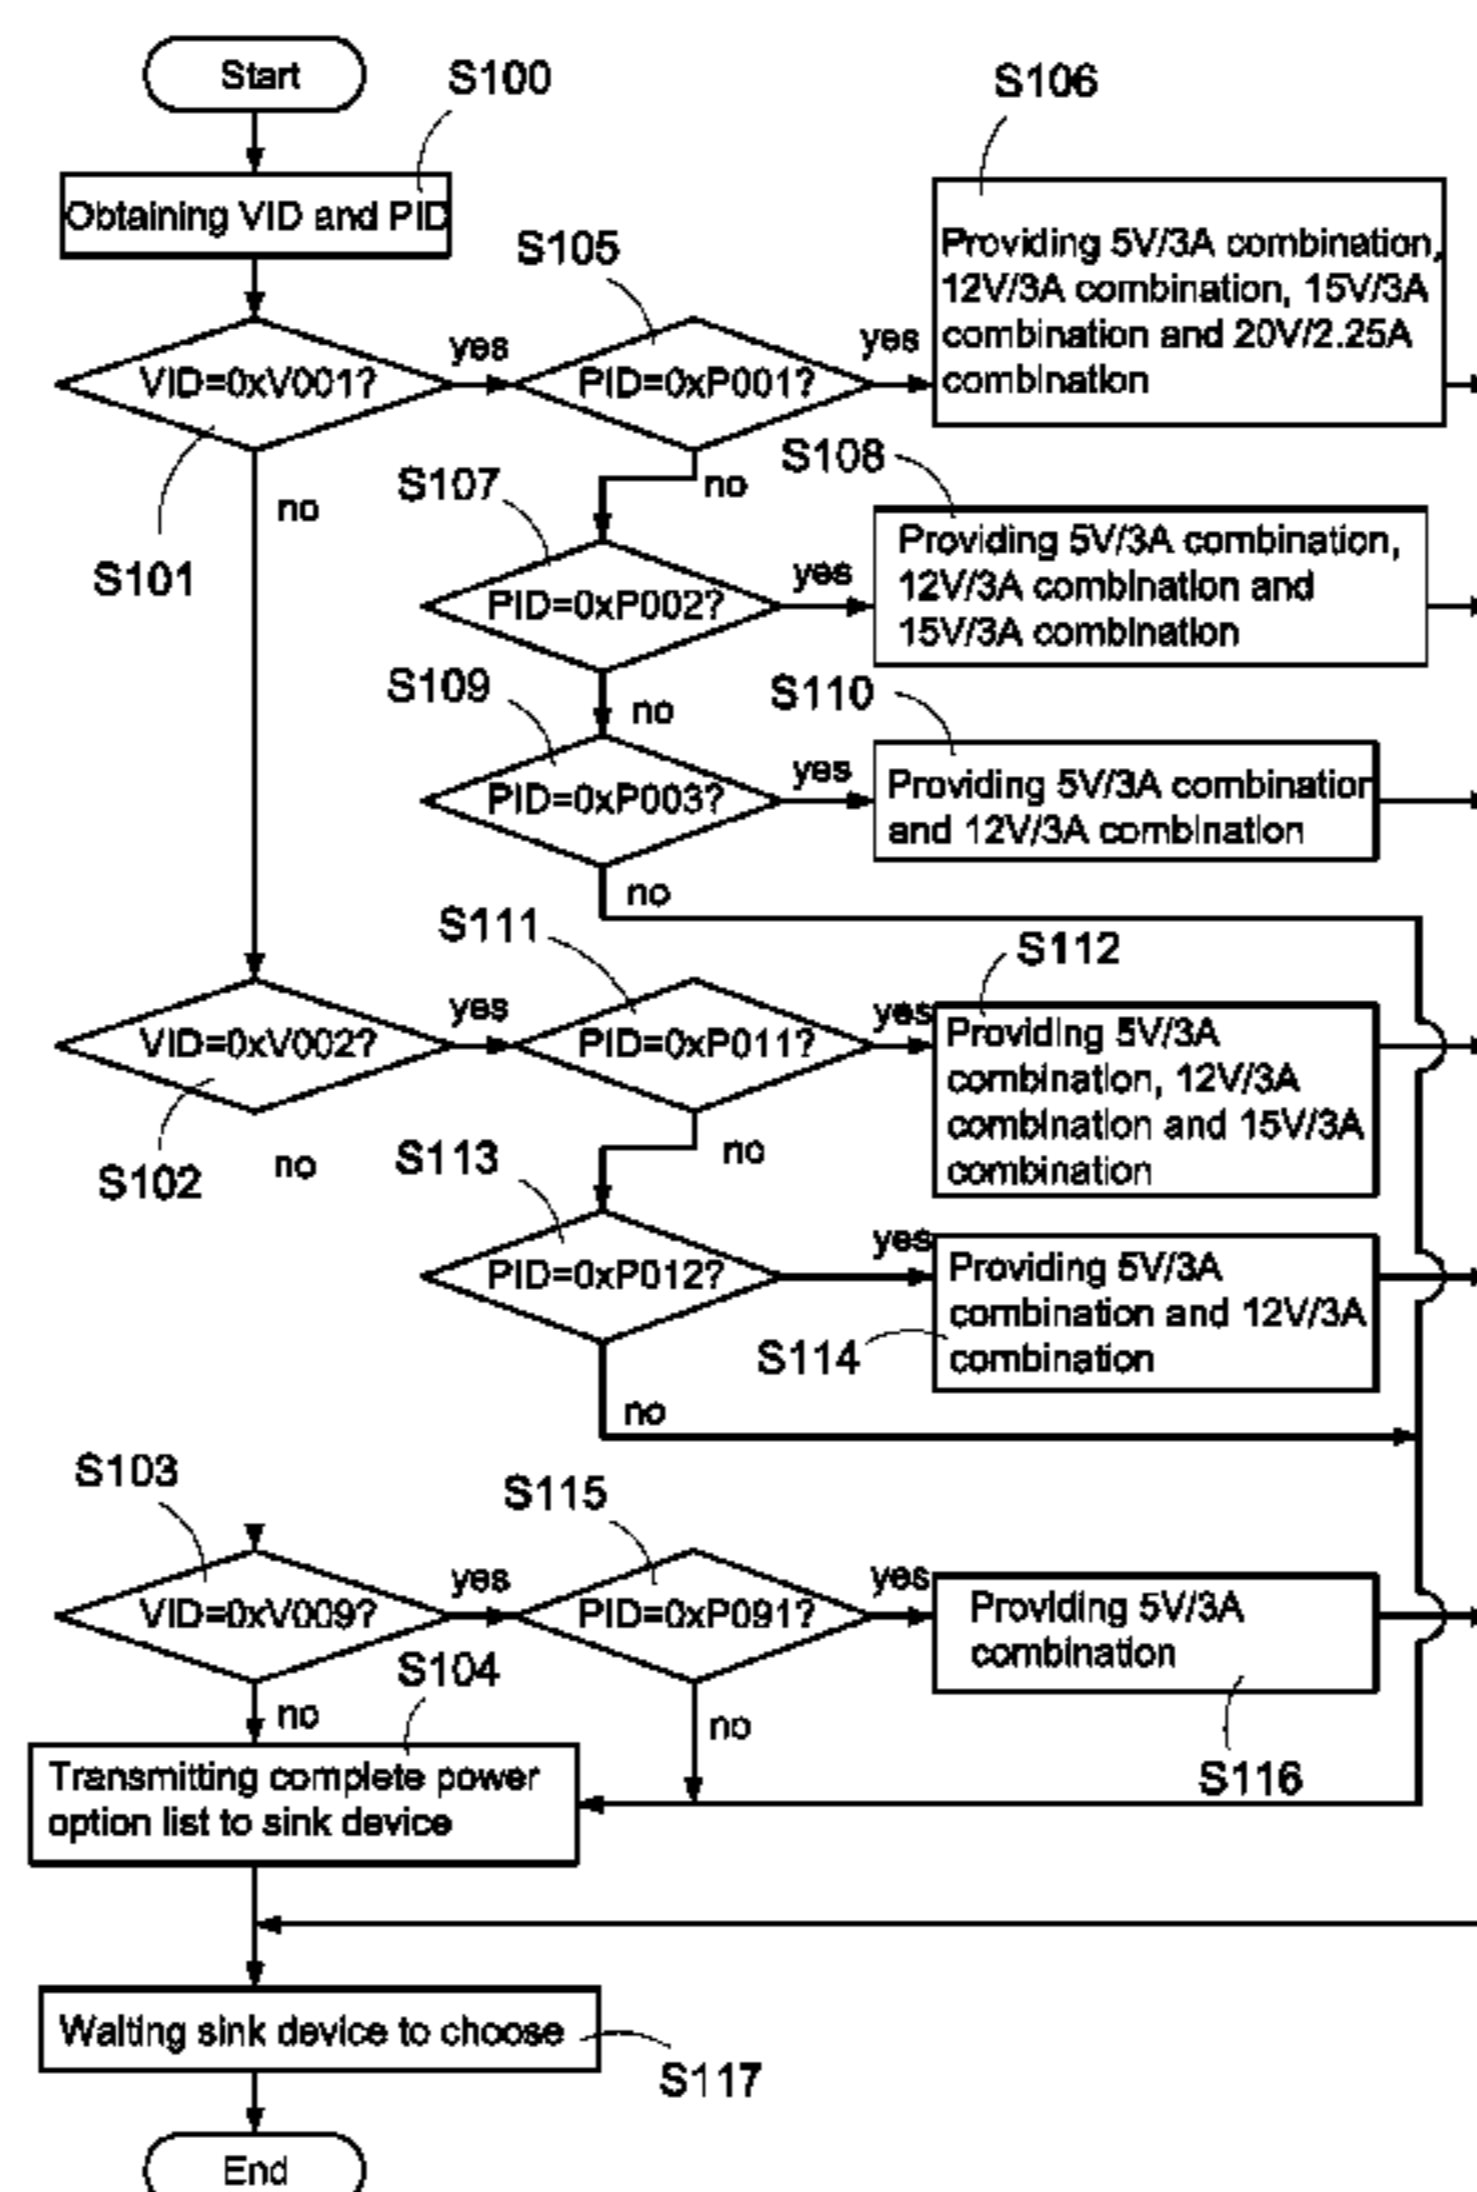 Start
S100
S106
Obtaining VID and PID
S105
Providing 5V/3A combination,
12V/3A combination, 15V/3A
combination and 20V/2.25A
combination
VID=0xV001?
yes
PID=0xP001?
yes
S101
no
no
S107
S108
PID=0xP002?
yes
Providing 5V/3A combination,
12V/3A combination and
15V/3A combination
S109
no
S110
PID=0xP003?
yes
Providing 5V/3A combination
and 12V/3A combination
no
S111
S112
VID=0xV002?
yes
PID=0xP011?
yes
Providing 5V/3A
combination, 12V/3A
combination and 15V/3A
combination
S102
no
S113
no
PID=0xP012?
yes
Providing 5V/3A
combination and 12V/3A
combination
S114
no
S103
S115
VID=0xV009?
yes
PID=0xP091?
yes
Providing 5V/3A
combination
S104
no
no
S116
Transmitting complete power
option list to sink device
Waiting sink device to choose
S117
End